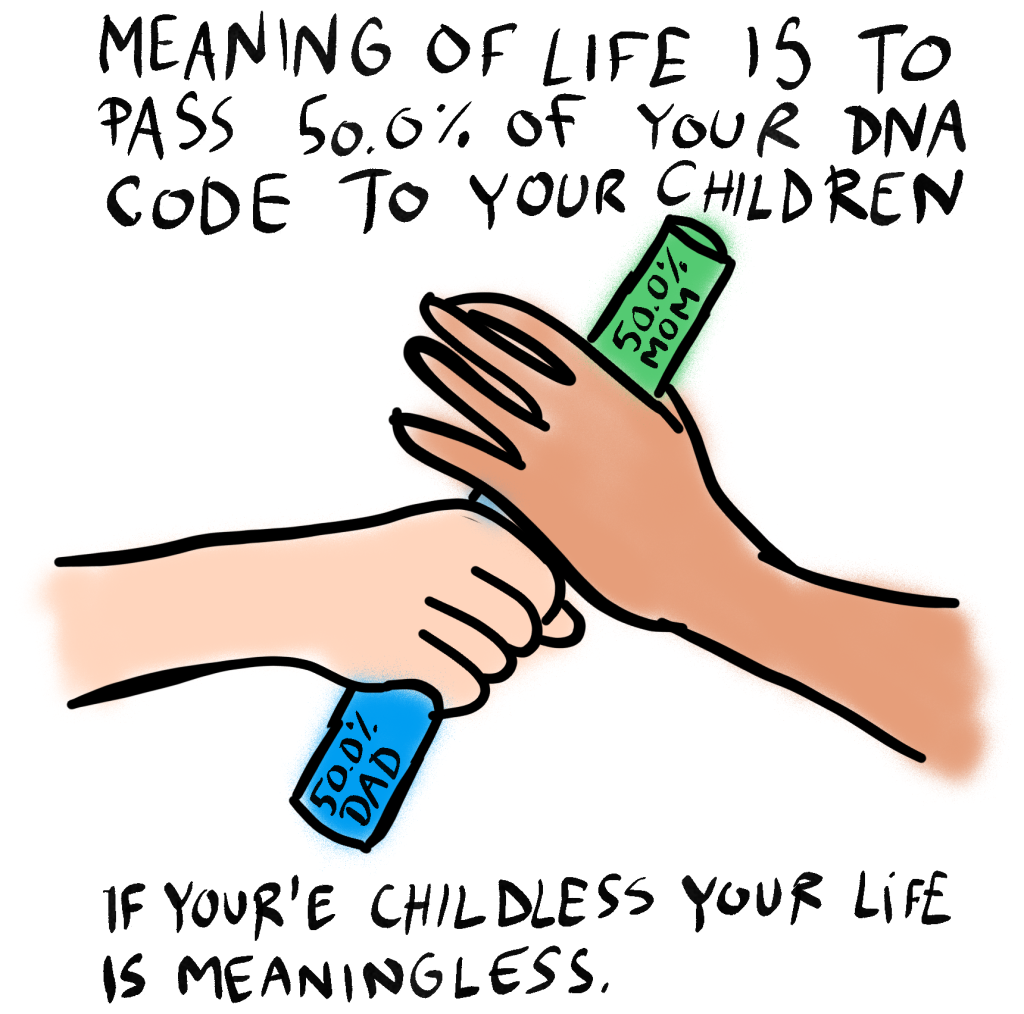 MEANING OF LIFE IS TO
PASS 50.0% OF YOUR DNA
CODE TO YOUR CHILDREN
50.0%
MOM
50.0%
DAD
IF YOUR'E CHILDLESS YOUR LIFE
IS MEANINGLESS.